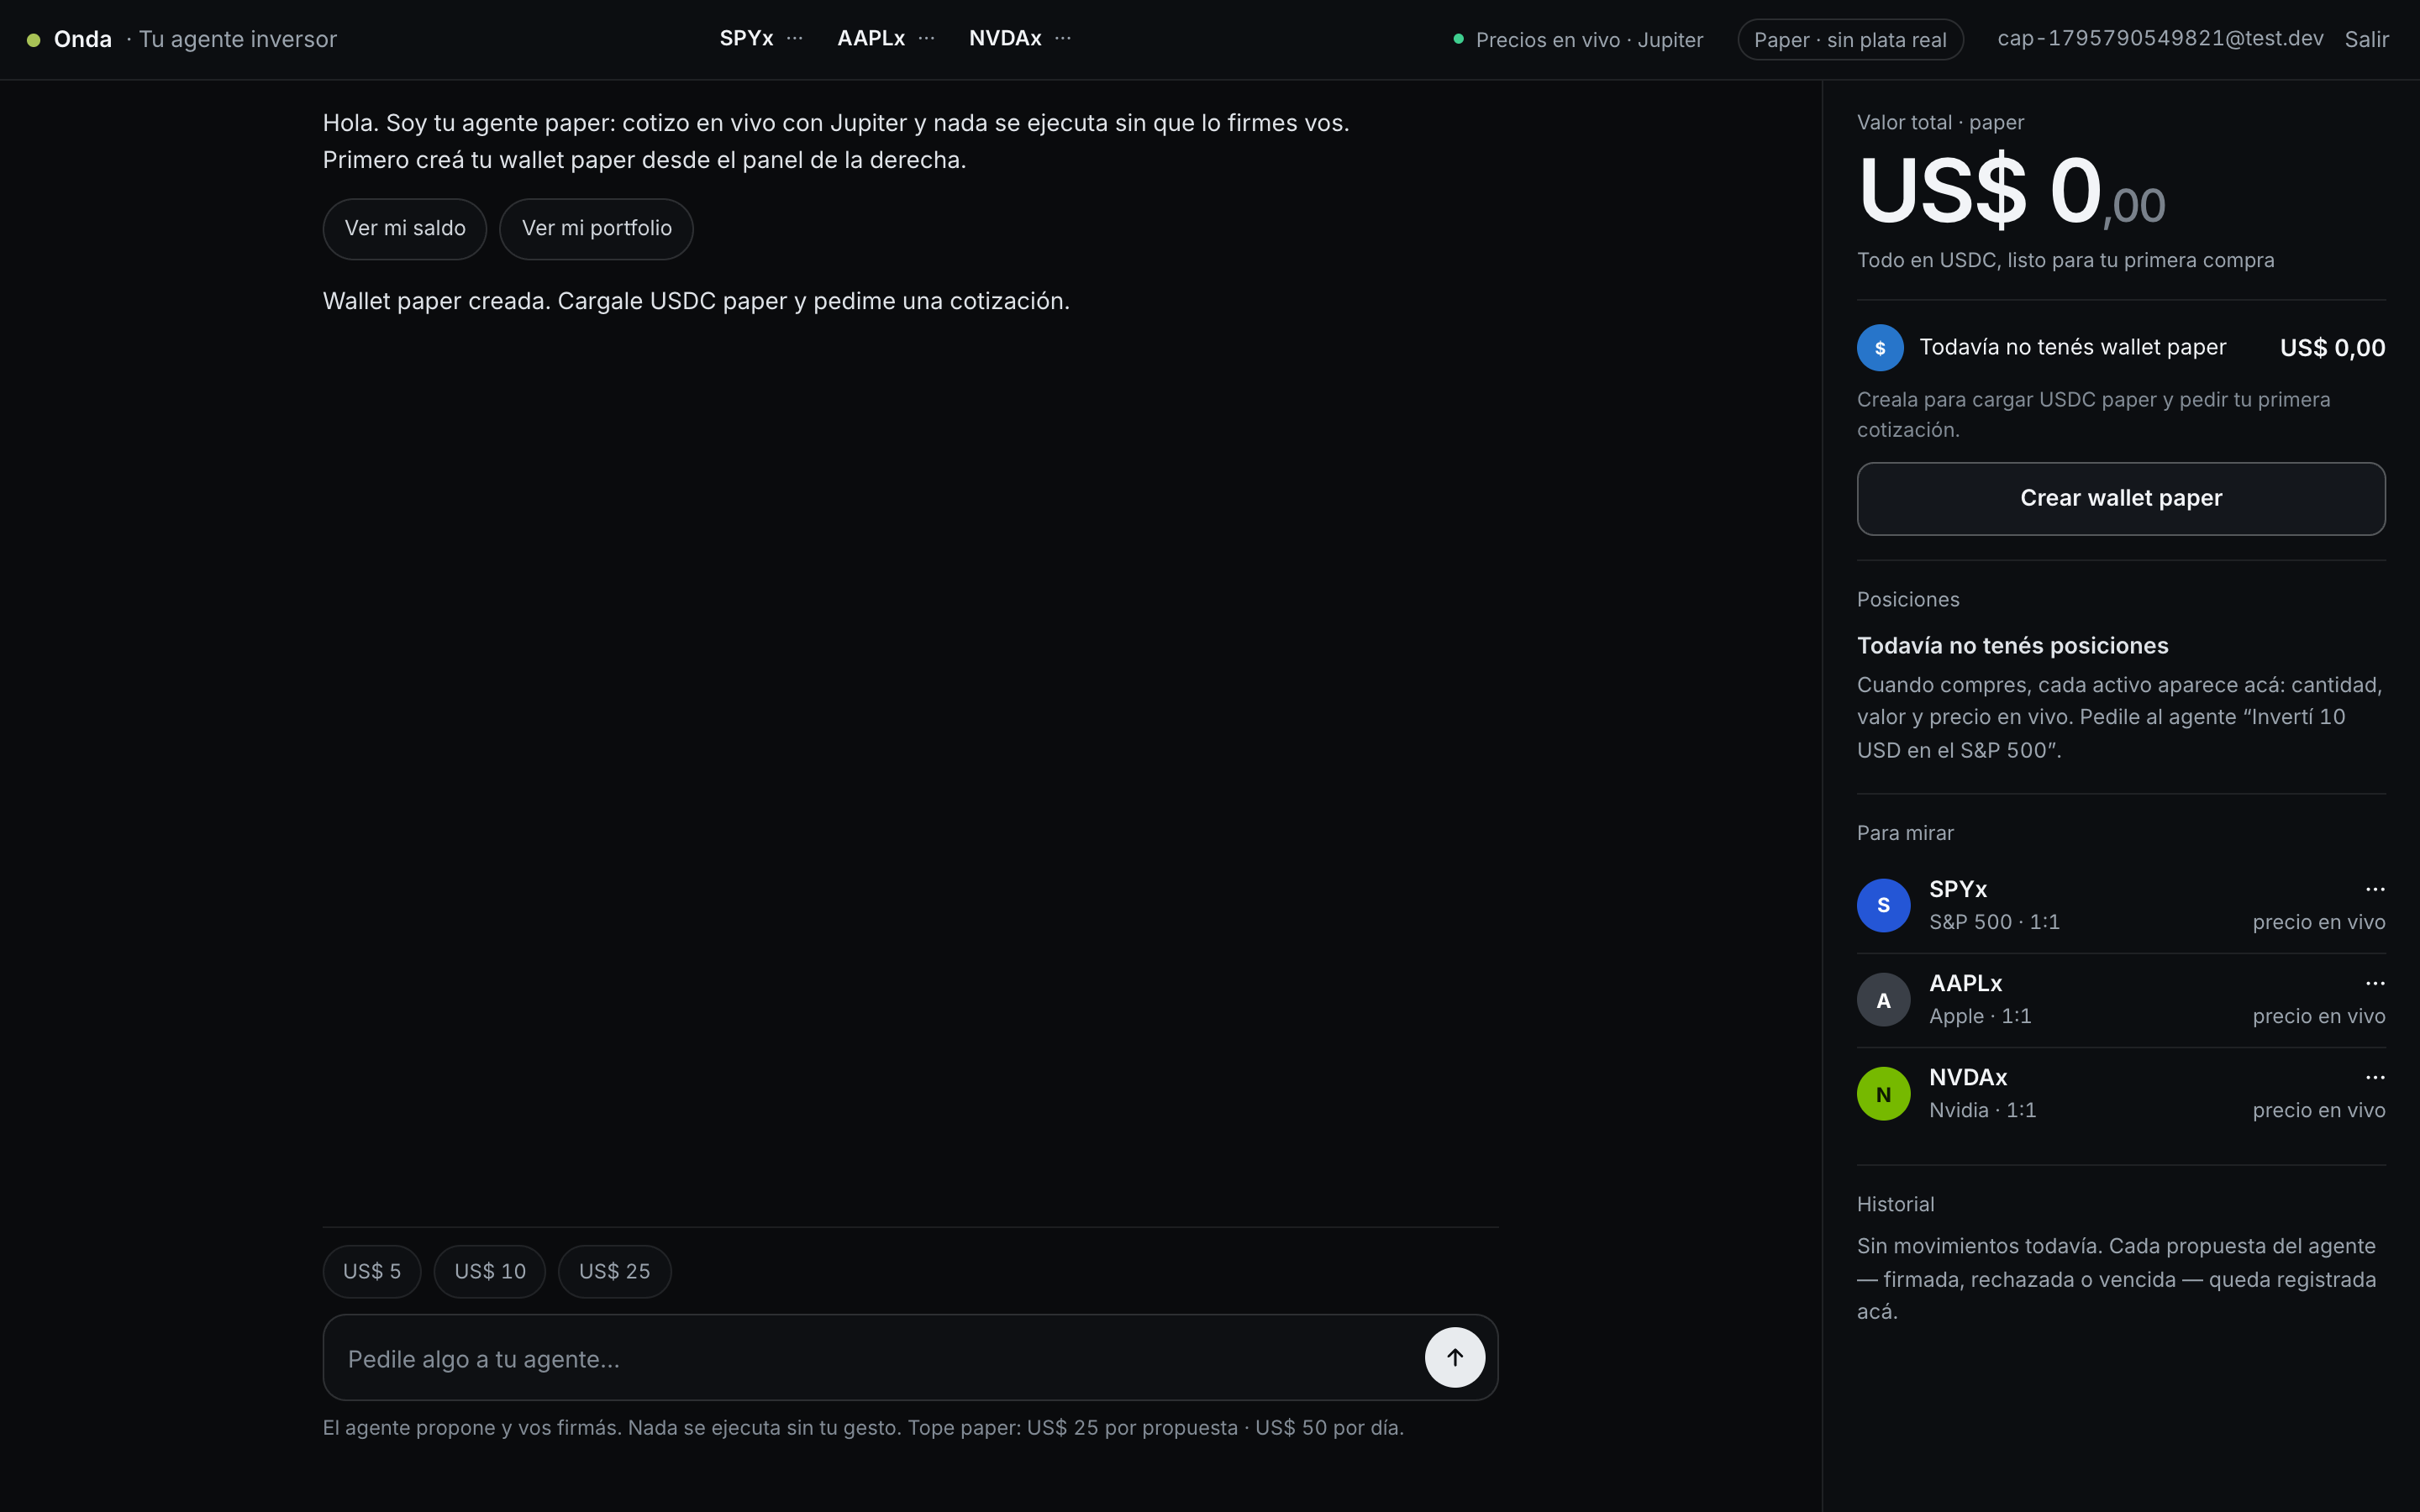 Onda · Tu agente inversor
SPYx ··· AAPLx ··· NVDAx ···
Precios en vivo · Jupiter
Paper · sin plata real
cap-1795790549821@test.dev
Salir
Hola. Soy tu agente paper: cotizo en vivo con Jupiter y nada se ejecuta sin que lo firmes vos.
Primero creá tu wallet paper desde el panel de la derecha.
Ver mi saldo
Ver mi portfolio
Wallet paper creada. Cargale USDC paper y pedime una cotización.
US$ 5
US$ 10
US$ 25
Pedile algo a tu agente...
El agente propone y vos firmás. Nada se ejecuta sin tu gesto. Tope paper: US$ 25 por propuesta · US$ 50 por día.
Valor total · paper
US$ 0,00
Todo en USDC, listo para tu primera compra
$ Todavía no tenés wallet paper US$ 0,00
Creala para cargar USDC paper y pedir tu primera
cotización.
Crear wallet paper
Posiciones
Todavía no tenés posiciones
Cuando compres, cada activo aparece acá: cantidad,
valor y precio en vivo. Pedile al agente “Invertí 10
USD en el S&P 500”.
Para mirar
S
SPYx ···
S&P 500 · 1:1 precio en vivo
A
AAPLx ···
Apple · 1:1 precio en vivo
N
NVDAx ···
Nvidia · 1:1 precio en vivo
Historial
Sin movimientos todavía. Cada propuesta del agente
— firmada, rechazada o vencida — queda registrada
acá.